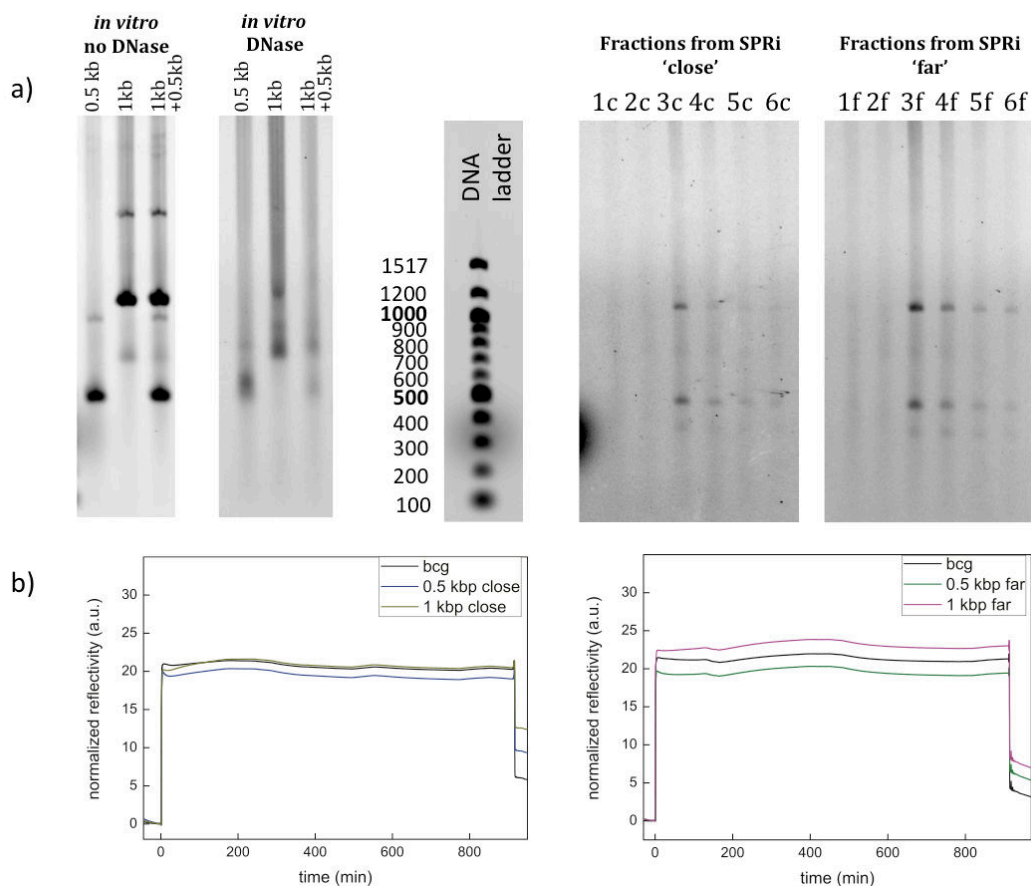 a)
in vitro
no DNase
0.5 kb
1kb
1kb
+0.5kb
in vitro
DNase
0.5 kb
1kb
1kb
+0.5kb
DNA
ladder
1517
1200
1000
900
800
700
600
500
400
300
200
100
Fractions from SPRi
'close'
1c 2c 3c 4c 5c 6c
Fractions from SPRi
'far'
1f 2f 3f 4f 5f 6f
b)
normalized reflectivity (a.u.)
30
25
20
15
10
5
0
bcg
0.5 kbp close
1 kbp close
0 200 400 600 800
time (min)
normalized reflectivity (a.u.)
30
25
20
15
10
5
0
bcg
0.5 kbp far
1 kbp far
0 200 400 600 800
time (min)